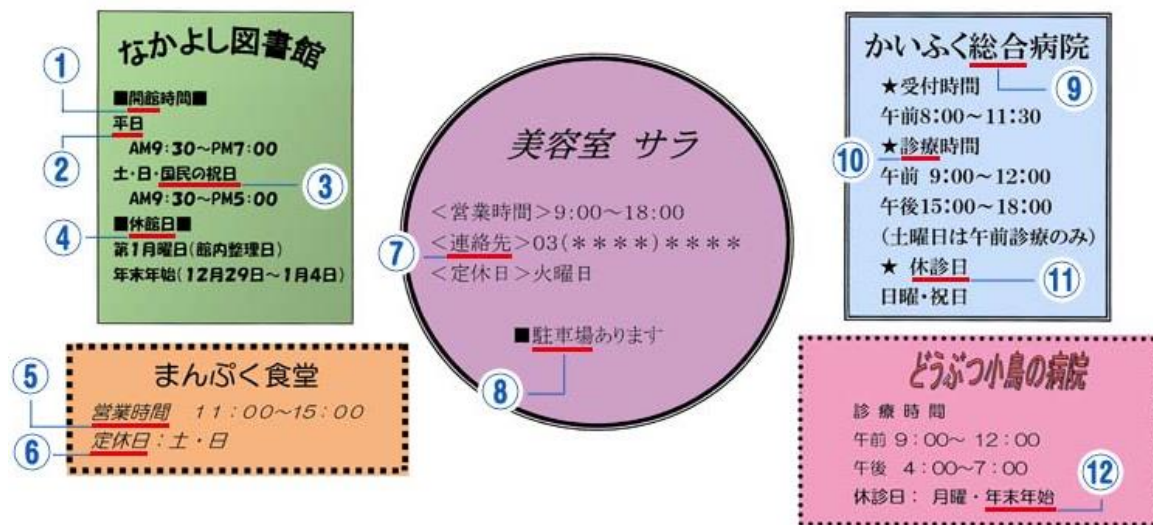 なかよし図書館
①
■開館時間■
②
平日
AM9:30〜PM7:00
土・日・国民の祝日
③
AM9:30〜PM5:00
④
■休館日■
第1月曜日(館内整理日)
年末年始(12月29日〜1月4日)
まんぷく食堂
⑤
営業時間 11:00〜15:00
⑥
定休日:土・日
美容室 サラ
<営業時間>9:00〜18:00
⑦
<連絡先>03(****)****
<定休日>火曜日
■駐車場あります
⑧
かいふく総合病院
⑨
★受付時間
午前8:00〜11:30
⑩
★診療時間
午前 9:00〜12:00
午後15:00〜18:00
(土曜日は午前診療のみ)
★ 休診日
⑪
日曜・祝日
どうぶつ小鳥の病院
診療時間
午前 9:00〜 12:00
午後 4:00〜7:00
⑫
休診日: 月曜・年末年始